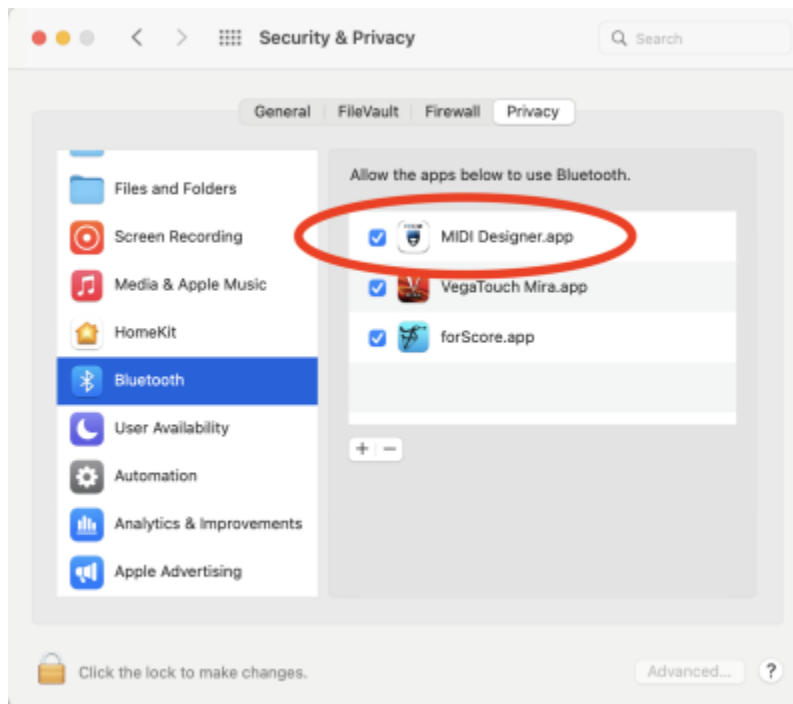 Security & Privacy
Search
General FileVault Firewall Privacy
Files and Folders
Screen Recording
Media & Apple Music
HomeKit
Bluetooth
User Availability
Automation
Analytics & Improvements
Apple Advertising
Allow the apps below to use Bluetooth.
MIDI Designer.app
VegaTouch Mira.app
forScore.app
+ −
Click the lock to make changes.
Advanced... ?